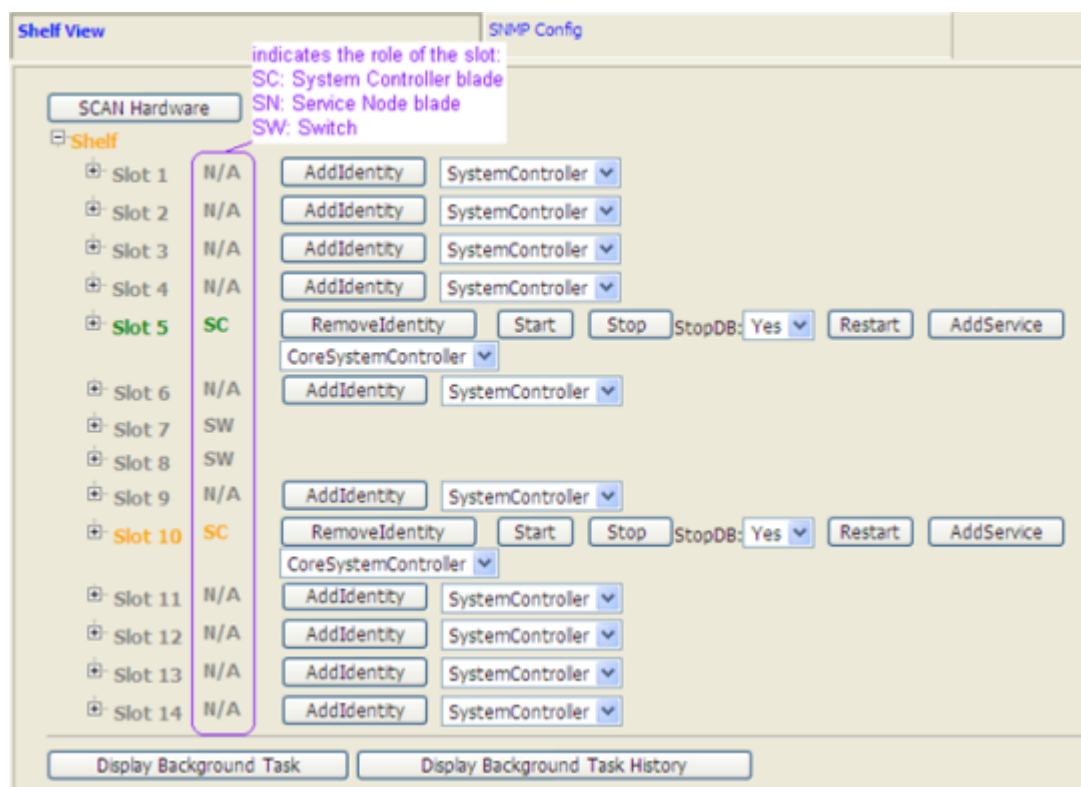 Shelf View SNMP Config
indicates the role of the slot:
SC: System Controller blade
SN: Service Node blade
SW: Switch
SCAN Hardware
Shelf
Slot 1 N/A AddIdentity SystemController
Slot 2 N/A AddIdentity SystemController
Slot 3 N/A AddIdentity SystemController
Slot 4 N/A AddIdentity SystemController
Slot 5 SC RemoveIdentity Start Stop StopDB: Yes Restart AddService
CoreSystemController
Slot 6 N/A AddIdentity SystemController
Slot 7 SW
Slot 8 SW
Slot 9 N/A AddIdentity SystemController
Slot 10 SC RemoveIdentity Start Stop StopDB: Yes Restart AddService
CoreSystemController
Slot 11 N/A AddIdentity SystemController
Slot 12 N/A AddIdentity SystemController
Slot 13 N/A AddIdentity SystemController
Slot 14 N/A AddIdentity SystemController
Display Background Task Display Background Task History